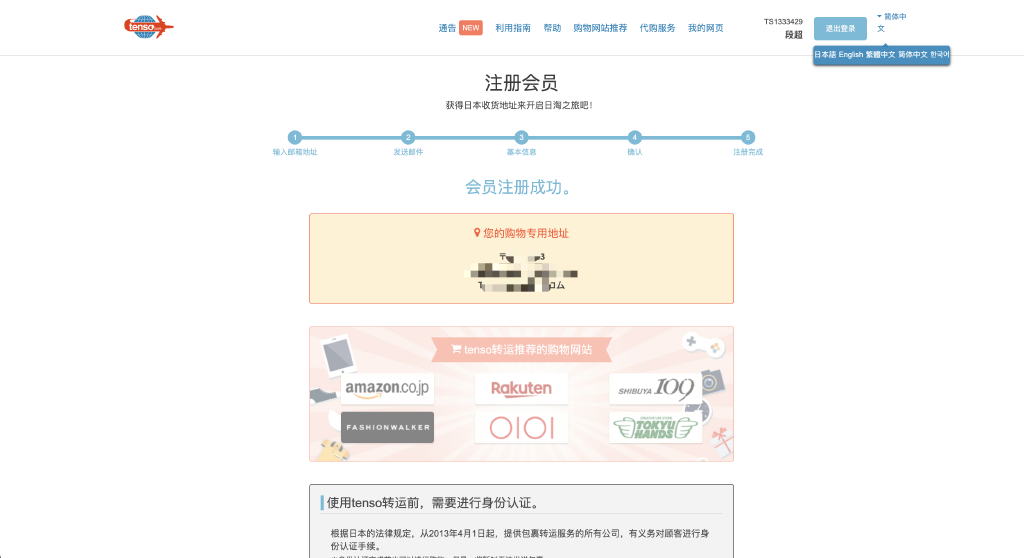 tenso.com
通告 NEW 利用指南 帮助 购物网站推荐 代购服务 我的网页
TS1333429
段超
退出登录
简体中文
日本語 English 繁體中文 简体中文 한국어
注册会员
获得日本收货地址来开启日淘之旅吧！
1 2 3 4 5
输入邮箱地址 发送邮件 基本信息 确认 注册完成
会员注册成功。
您的购物专用地址
tenso转运推荐的购物网站
amazon.co.jp Rakuten SHIBUYA 109
FASHIONWALKER OIOI TOKYU HANDS
使用tenso转运前，需要进行身份认证。
根据日本的法律规定，从2013年4月1日起，提供包裹转运服务的所有公司，有义务对顾客进行身
份认证手续。